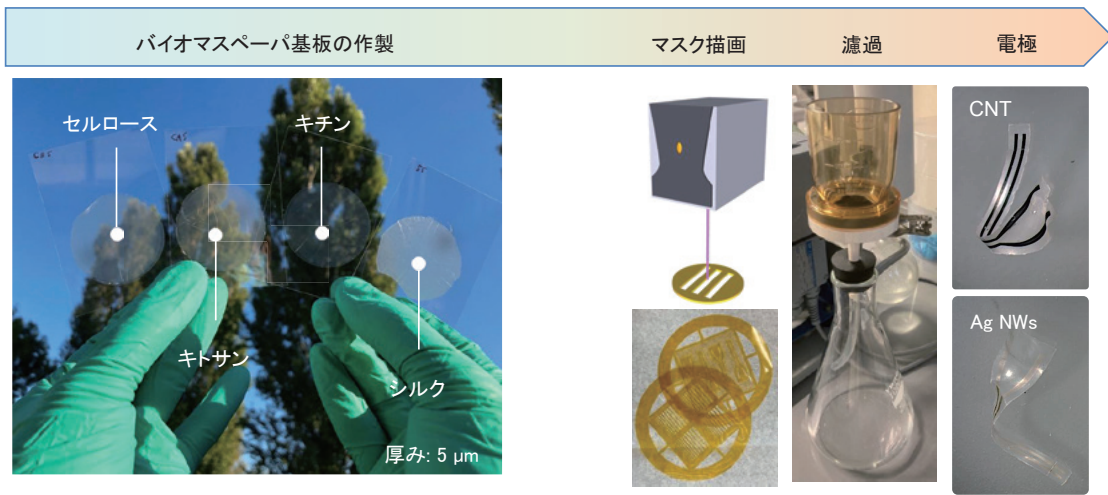 バイオマスペーパ基板の作製
マスク描画
濾過
電極
セルロース
キチン
キトサン
シルク
厚み: 5 μm
CNT
Ag NWs